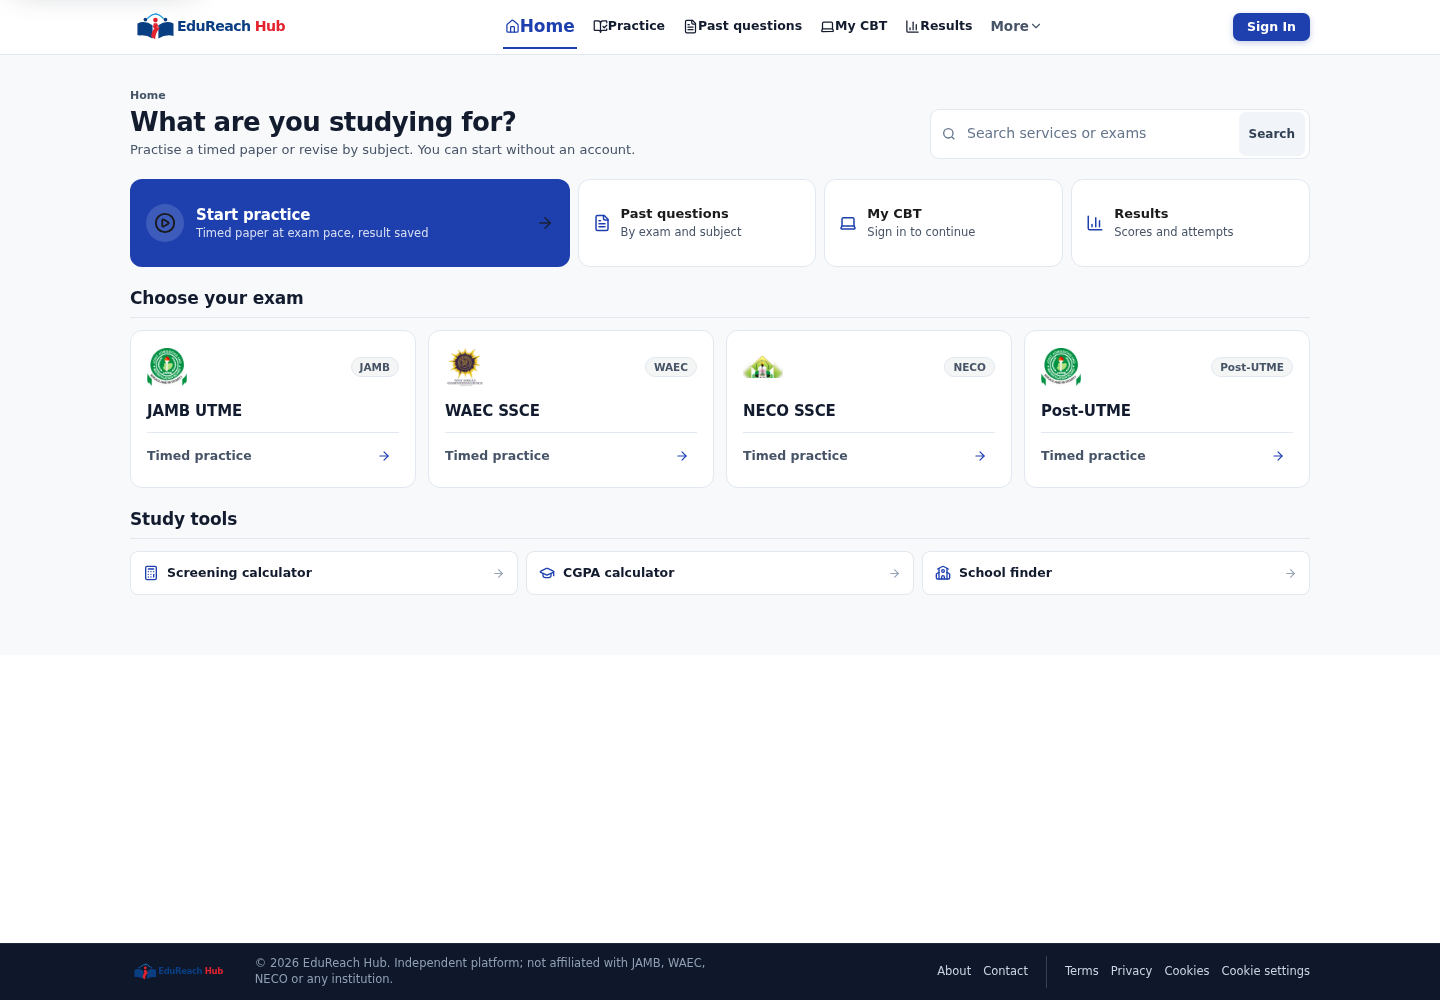 EduReach Hub
Home
Practice
Past questions
My CBT
Results
More
Sign In
Home
What are you studying for?
Practise a timed paper or revise by subject. You can start without an account.
Search services or exams
Search
Start practice
Timed paper at exam pace, result saved
Past questions
By exam and subject
My CBT
Sign in to continue
Results
Scores and attempts
Choose your exam
JAMB
JAMB UTME
Timed practice
WAEC
WAEC SSCE
Timed practice
NECO
NECO SSCE
Timed practice
Post-UTME
Post-UTME
Timed practice
Study tools
Screening calculator
CGPA calculator
School finder
EduReach Hub
© 2026 EduReach Hub. Independent platform; not affiliated with JAMB, WAEC,
NECO or any institution.
About
Contact
Terms
Privacy
Cookies
Cookie settings